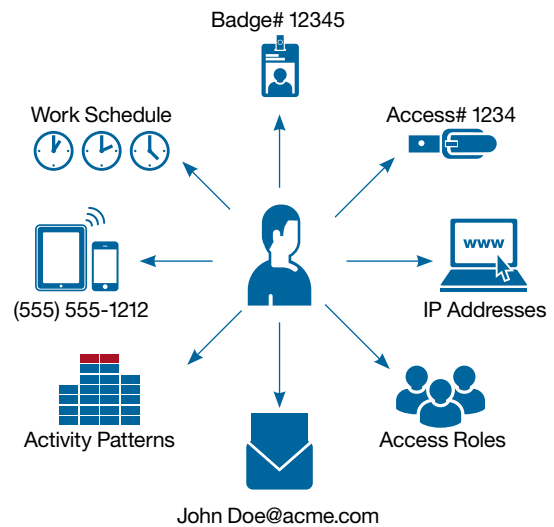 Badge# 12345
Work Schedule
Access# 1234
www
(555) 555-1212
IP Addresses
Activity Patterns
Access Roles
John Doe@acme.com